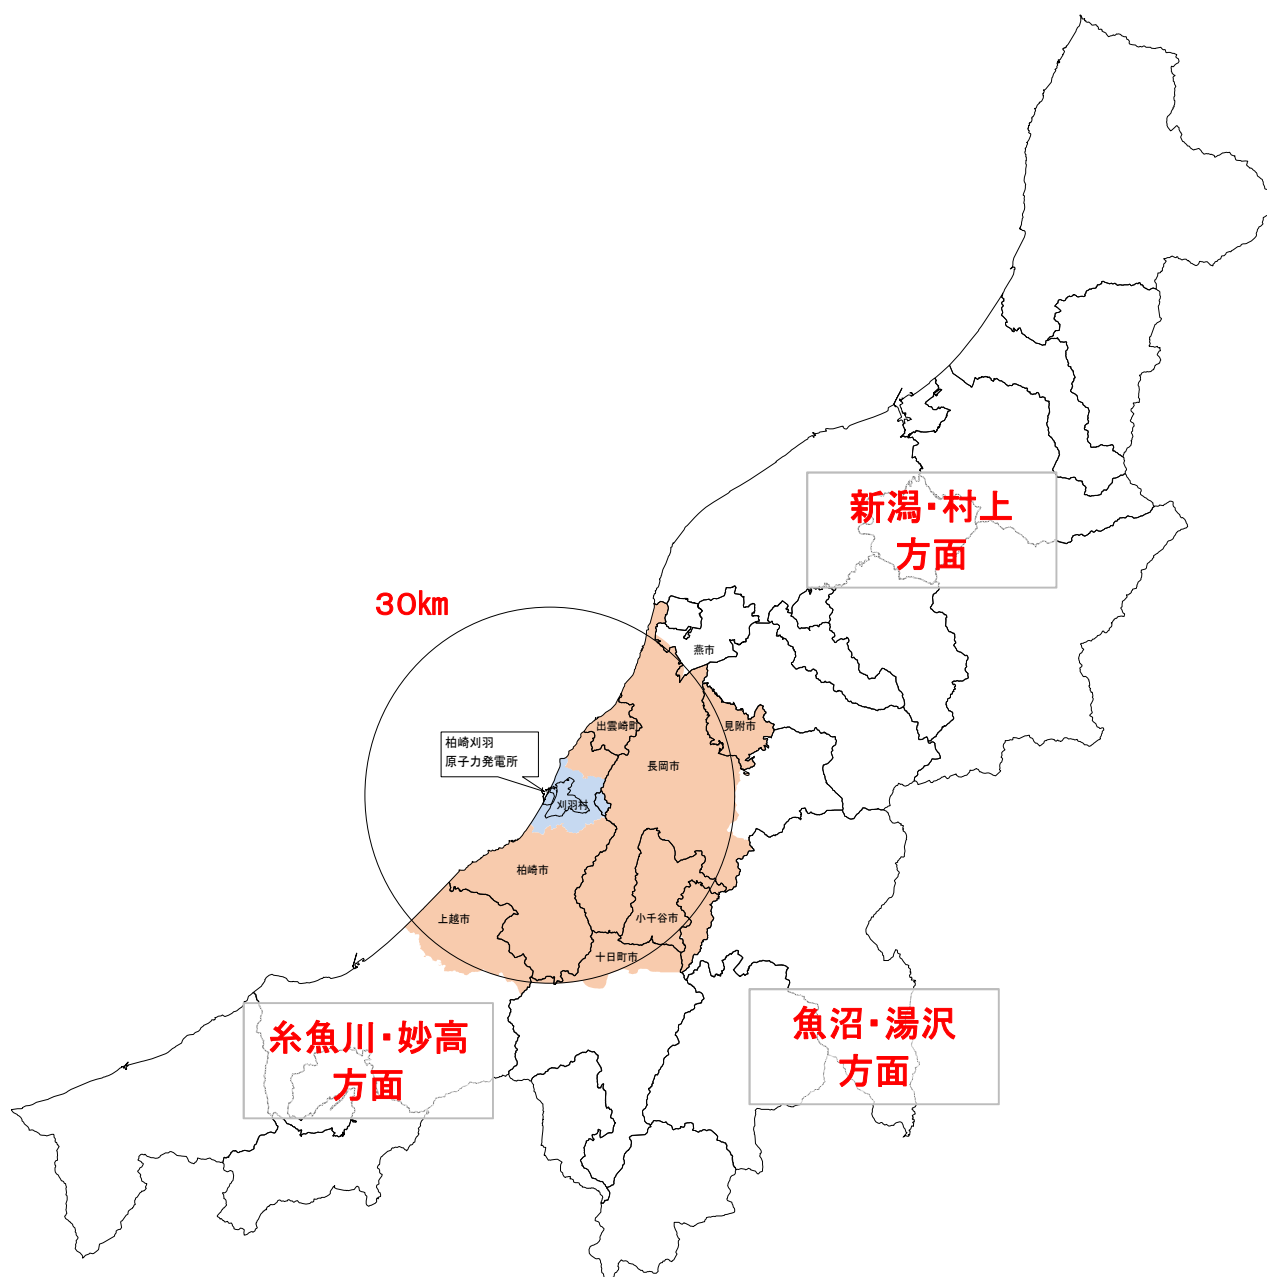 新潟・村上
方面
30km
燕市
出雲崎町
見附市
柏崎刈羽
原子力発電所
長岡市
刈羽村
柏崎市
上越市
小千谷市
十日町市
糸魚川・妙高
方面
魚沼・湯沢
方面